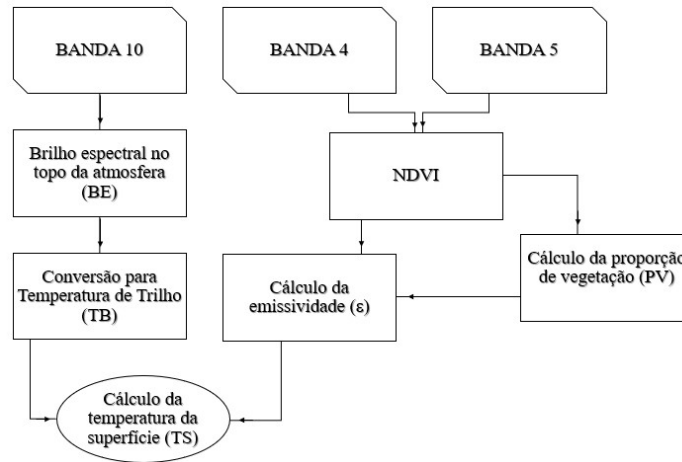 BANDA 10
BANDA 4
BANDA 5
Brilho espectral no
topo da atmosfera
(BE)
NDVI
Conversão para
Temperatura de Trilho
(TB)
Cálculo da
emissividade (ε)
Cálculo da proporção
de vegetação (PV)
Cálculo da
temperatura da
superfície (TS)